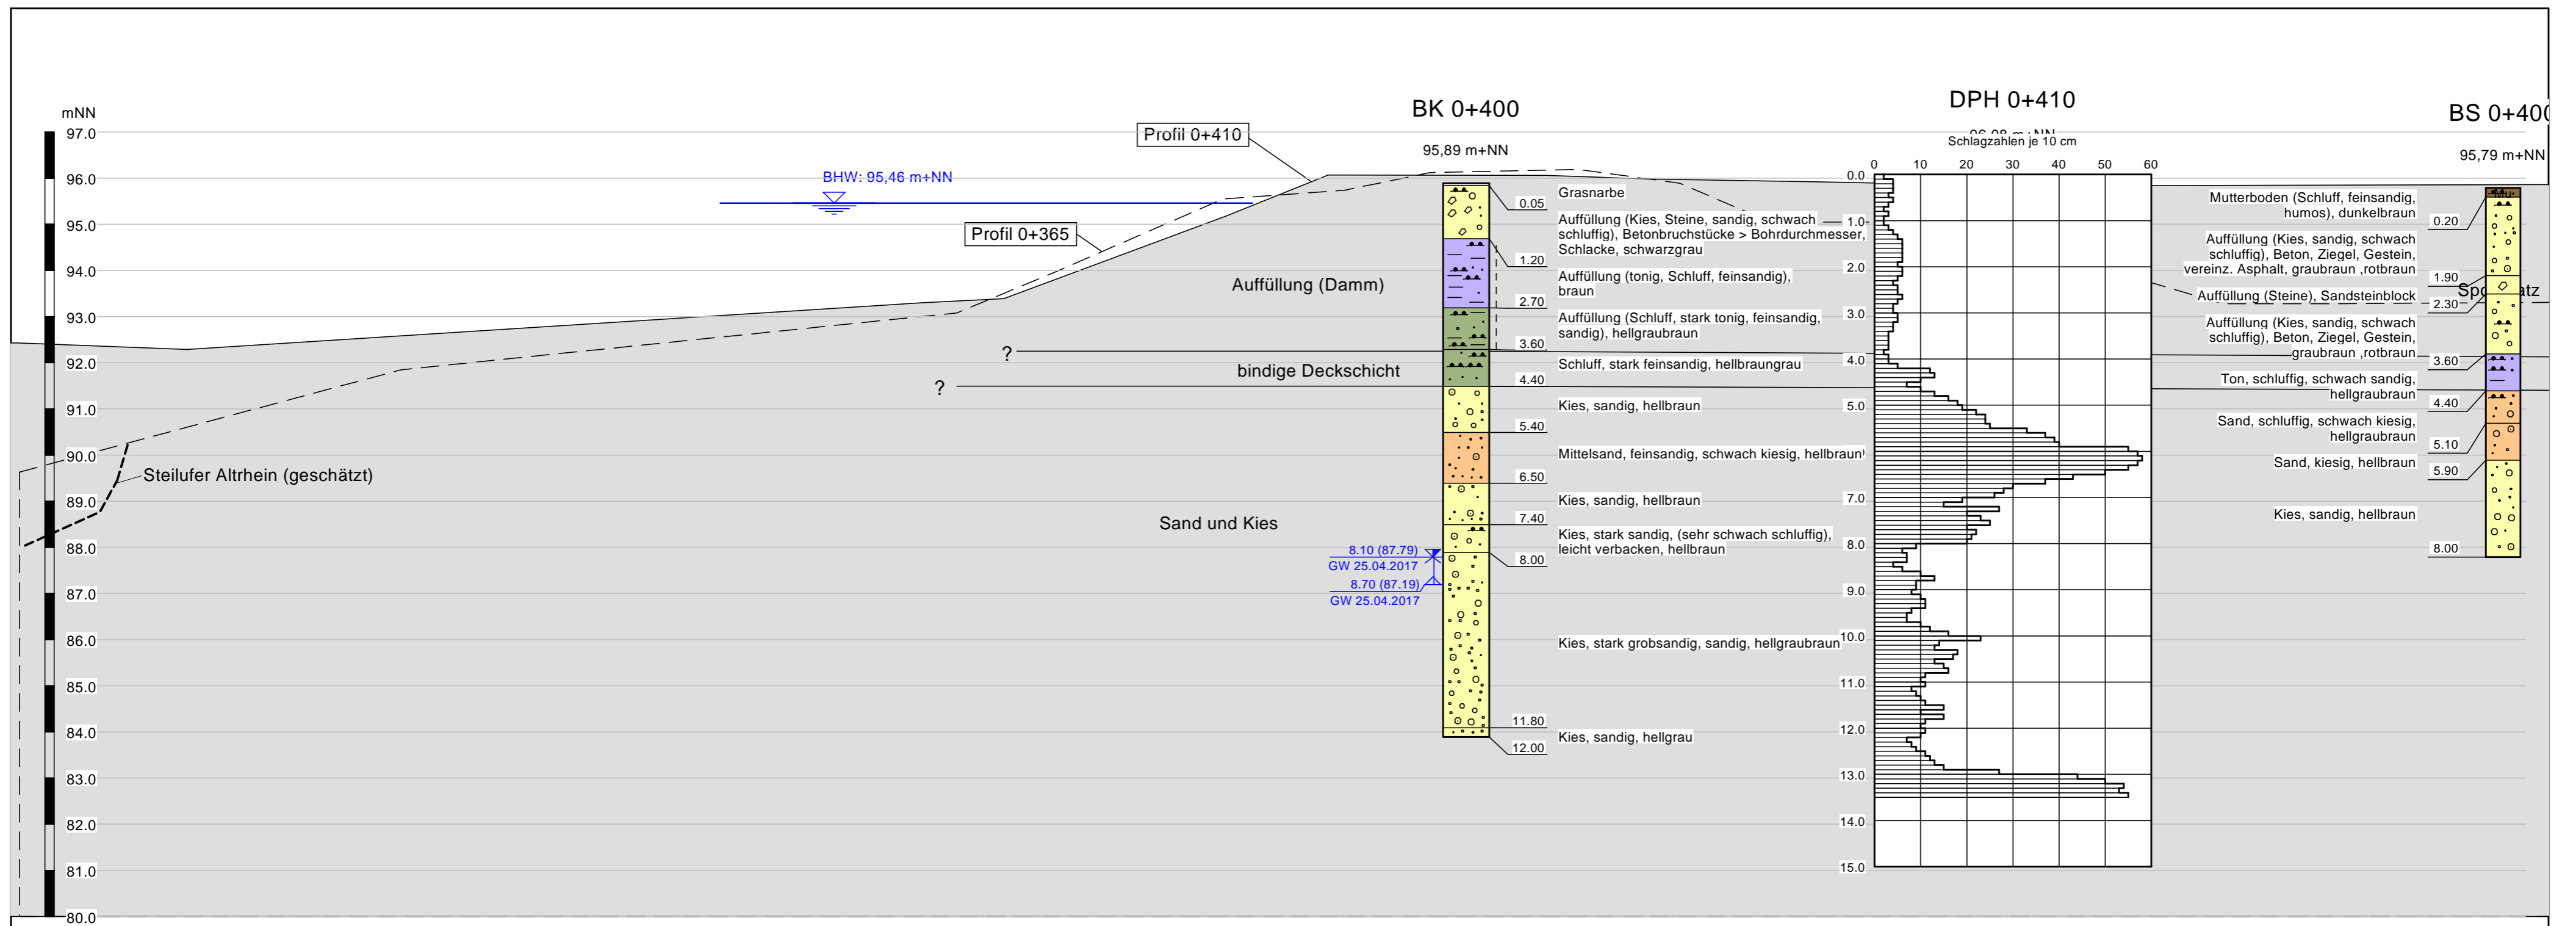 BK 0+400
DPH 0+410
BS 0+400
mNN
97.0
96.0
95.0
94.0
93.0
92.0
91.0
90.0
89.0
88.0
87.0
86.0
85.0
84.0
83.0
82.0
81.0
80.0
Profil 0+410
BHW: 95,46 m+NN
Profil 0+365
Auffüllung (Damm)
?
bindige Deckschicht
?
Steilufer Altrhein (geschätzt)
Sand und Kies
8.10 (87.79)
GW 25.04.2017
8.70 (87.19)
GW 25.04.2017
95,89 m+NN
0.05
1.20
2.70
3.60
4.40
5.40
6.50
7.40
8.00
11.80
12.00
Grasnarbe
Auffüllung (Kies, Steine, sandig, schwach
schluffig), Betonbruchstücke > Bohrdurchmesser,
Schlacke, schwarzgrau
Auffüllung (tonig, Schluff, feinsandig),
braun
Auffüllung (Schluff, stark tonig, feinsandig,
sandig), hellgraubraun
Schluff, stark feinsandig, hellbraungrau
Kies, sandig, hellbraun
Mittelsand, feinsandig, schwach kiesig, hellbraun
Kies, sandig, hellbraun
Kies, stark sandig, (sehr schwach schluffig),
leicht verbacken, hellbraun
Kies, stark grobsandig, sandig, hellgraubraun
Kies, sandig, hellgrau
96,08 m+NN
Schlagzahlen je 10 cm
0 10 20 30 40 50 60
0.0
1.0
2.0
3.0
4.0
5.0
7.0
8.0
9.0
10.0
11.0
12.0
13.0
14.0
15.0
95,79 m+NN
Mutterboden (Schluff, feinsandig,
humos), dunkelbraun
Auffüllung (Kies, sandig, schwach
schluffig), Beton, Ziegel, Gestein,
vereinz. Asphalt, graubraun ,rotbraun
Auffüllung (Steine), Sandsteinblock
Auffüllung (Kies, sandig, schwach
schluffig), Beton, Ziegel, Gestein,
graubraun ,rotbraun
Ton, schluffig, schwach sandig,
hellgraubraun
Sand, schluffig, schwach kiesig,
hellgraubraun
Sand, kiesig, hellbraun
Kies, sandig, hellbraun
0.20
1.90
2.30
3.60
4.40
5.10
5.90
8.00
Mu